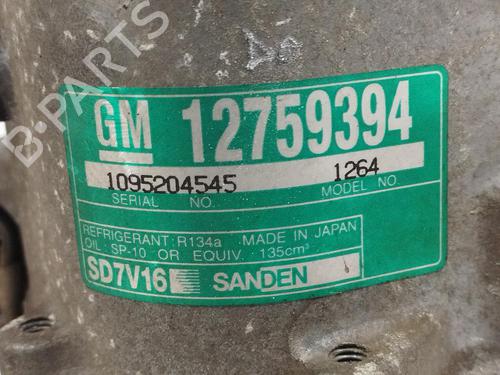 B-PARTS
GM 12759394
1095204545 1264
SERIAL NO. MODEL NO.
REFRIGERANT: R134a MADE IN JAPAN
OIL: SP-10 OR EQUIV. 135cm³
SD7V16 SANDEN